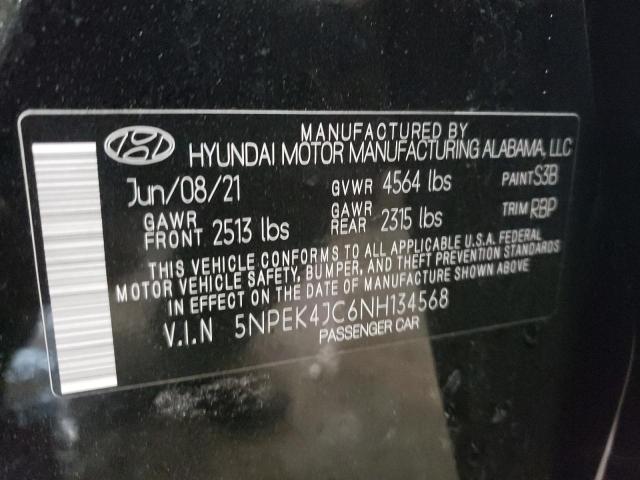 MANUFACTURED BY
HYUNDAI MOTOR MANUFACTURING ALABAMA, LLC
Jun/08/21 GVWR 4564 lbs PAINT S3B
GAWR FRONT 2513 lbs GAWR REAR 2315 lbs TRIM RBP
THIS VEHICLE CONFORMS TO ALL APPLICABLE U.S.A. FEDERAL
MOTOR VEHICLE SAFETY, BUMPER, AND THEFT PREVENTION STANDARDS
IN EFFECT ON THE DATE OF MANUFACTURE SHOWN ABOVE
V.I.N 5NPEK4JC6NH134568
PASSENGER CAR